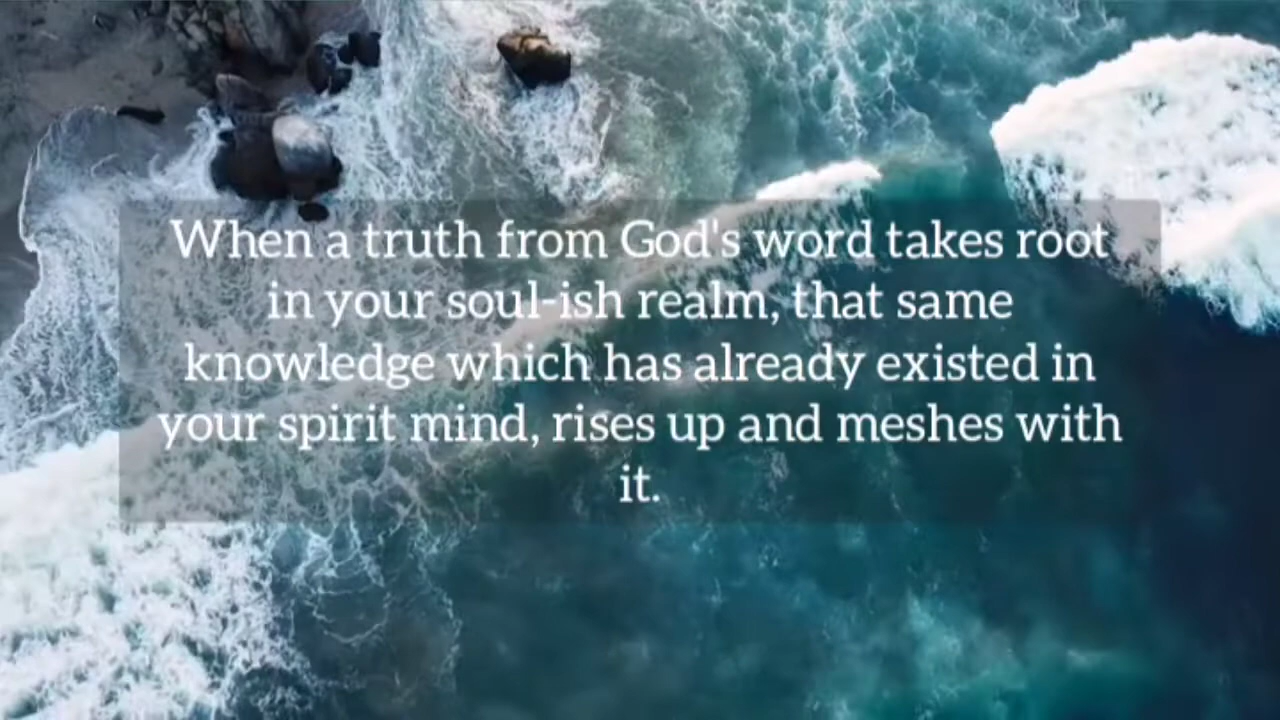 When a truth from God's word takes root
in your soul-ish realm, that same
knowledge which has already existed in
your spirit mind, rises up and meshes with
it.